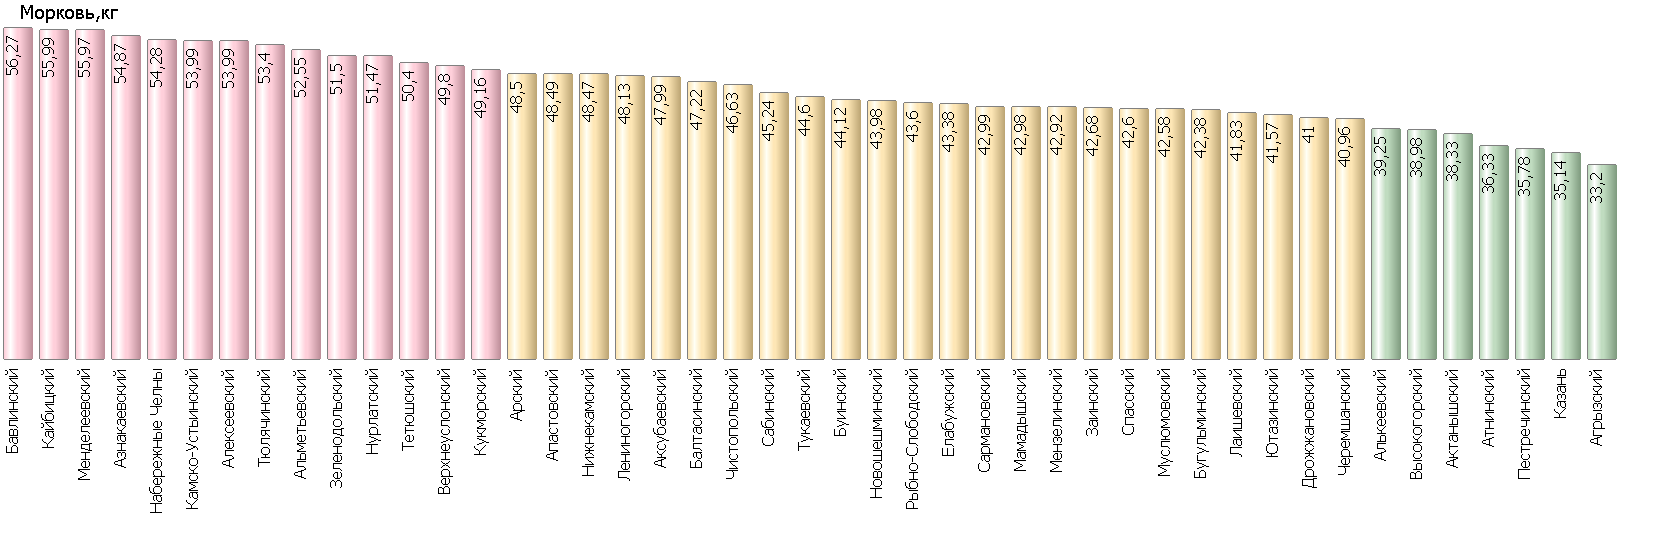 Морковь,кг
56,27
55,99
55,97
54,87
54,28
53,99
53,99
53,4
52,55
51,5
51,47
50,4
49,8
49,16
48,5
48,49
48,47
48,13
47,99
47,22
46,63
45,24
44,6
44,12
43,98
43,6
43,38
42,99
42,98
42,92
42,68
42,6
42,58
42,38
41,83
41,57
41
40,96
39,25
38,98
38,33
36,33
35,78
35,14
33,2
Бавлинский
Кайбицкий
Менделеевский
Азнакаевский
Набережные Челны
Камско-Устьинский
Алексеевский
Тюлячинский
Альметьевский
Зеленодольский
Нурлатский
Тетюшский
Верхнеуслонский
Кукморский
Арский
Апастовский
Нижнекамский
Лениногорский
Аксубаевский
Балтасинский
Чистопольский
Сабинский
Тукаевский
Буинский
Новошешминский
Рыбно-Слободский
Елабужский
Сармановский
Мамадышский
Мензелинский
Заинский
Спасский
Муслюмовский
Бугульминский
Лаишевский
Ютазинский
Дрожжановский
Черемшанский
Алькеевский
Высокогорский
Актанышский
Атнинский
Пестречинский
Казань
Агрызский